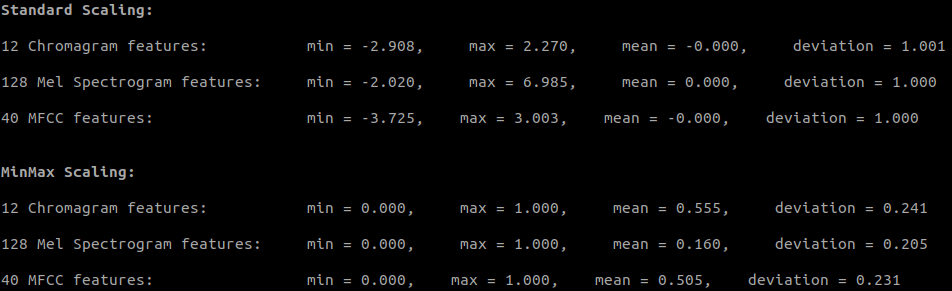 Standard Scaling:
12 Chromagram features: min = -2.908, max = 2.270, mean = -0.000, deviation = 1.001
128 Mel Spectrogram features: min = -2.020, max = 6.985, mean = 0.000, deviation = 1.000
40 MFCC features: min = -3.725, max = 3.003, mean = -0.000, deviation = 1.000
MinMax Scaling:
12 Chromagram features: min = 0.000, max = 1.000, mean = 0.555, deviation = 0.241
128 Mel Spectrogram features: min = 0.000, max = 1.000, mean = 0.160, deviation = 0.205
40 MFCC features: min = 0.000, max = 1.000, mean = 0.505, deviation = 0.231